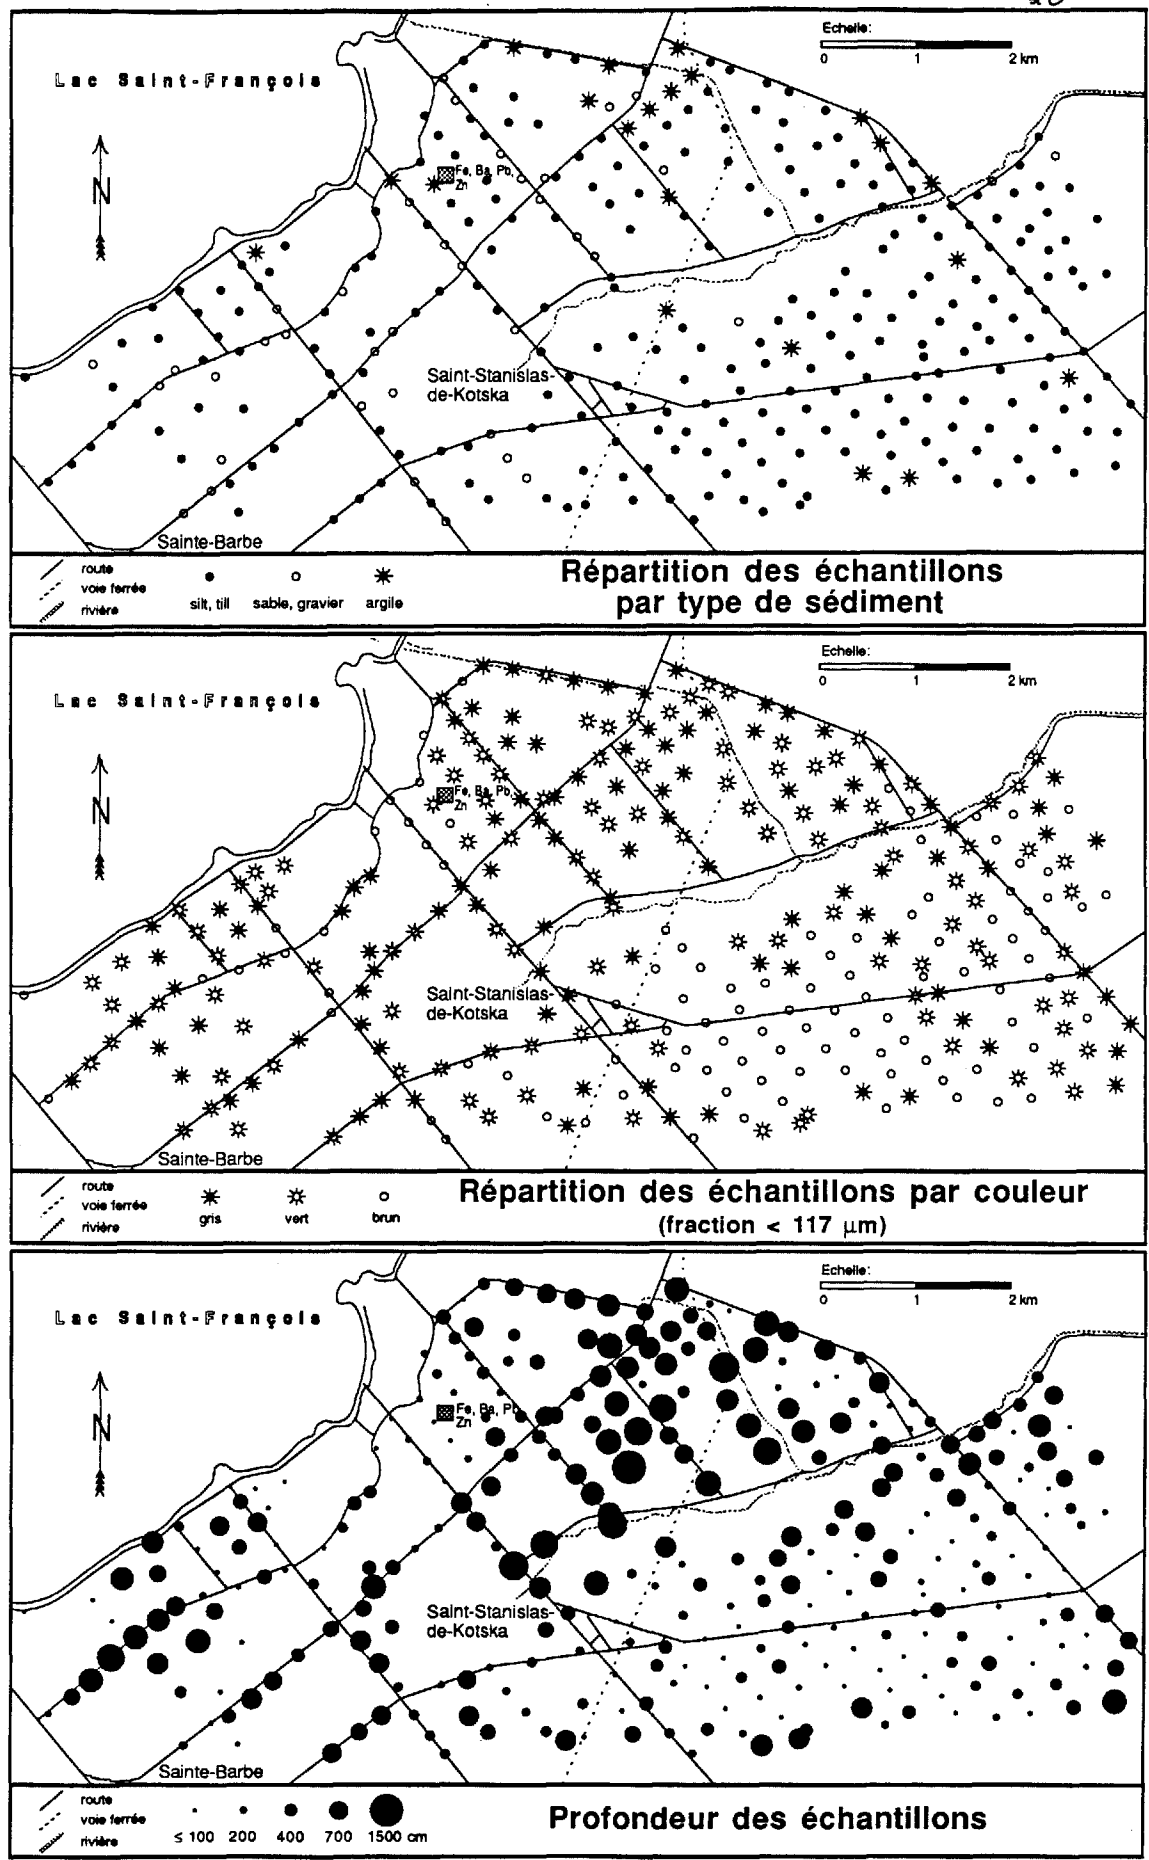 Echelle:
0 1 2 km
Lac Saint-François
N
Fe, Ba, Pb,
Zn
Saint-Stanislas-
de-Kotska
Sainte-Barbe
route
voie ferrée
rivière
silt, till sable, gravier argile
Répartition des échantillons
par type de sédiment
Echelle:
0 1 2 km
Lac Saint-François
N
Fe, Ba, Pb,
Zn
Saint-Stanislas-
de-Kotska
Sainte-Barbe
route
voie ferrée
rivière
gris vert brun
Répartition des échantillons par couleur
(fraction < 117 µm)
Echelle:
0 1 2 km
Lac Saint-François
N
Fe, Ba, Pb,
Zn
Saint-Stanislas-
de-Kotska
Sainte-Barbe
route
voie ferrée
rivière
≤ 100 200 400 700 1500 cm
Profondeur des échantillons